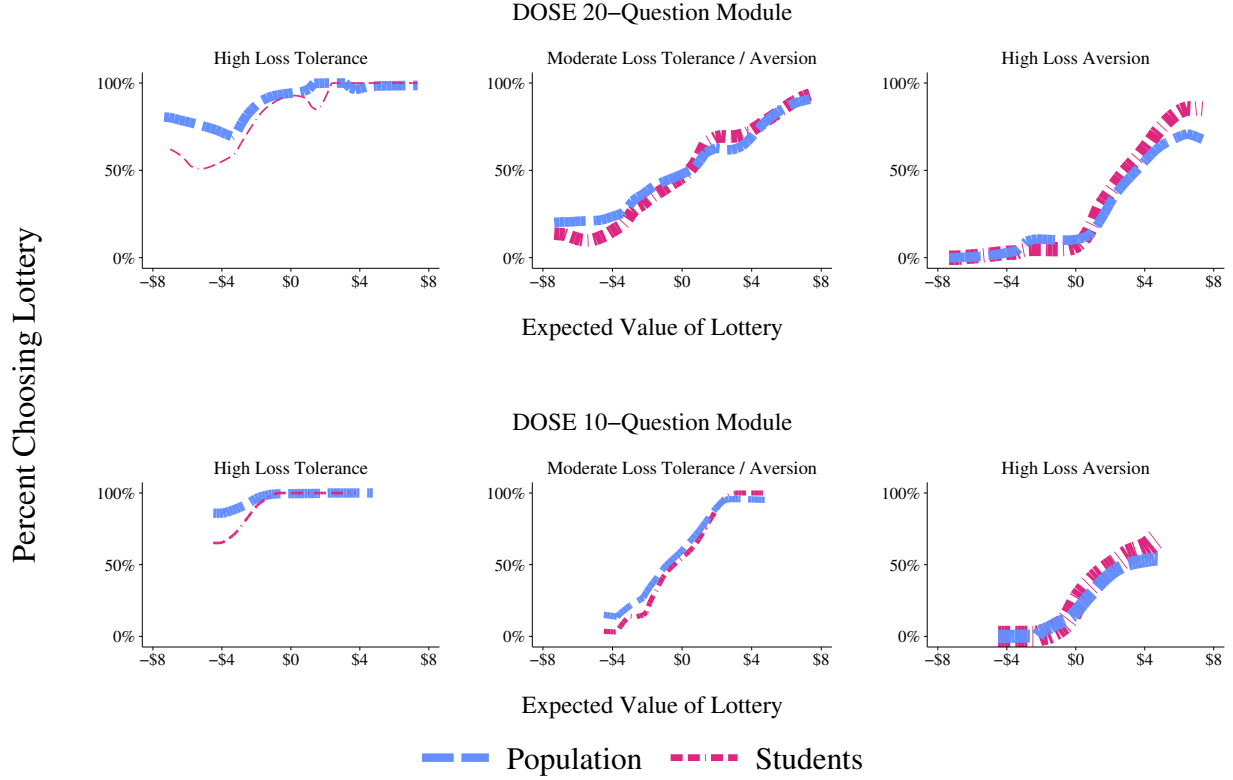 DOSE 20−Question Module
High Loss Tolerance
Moderate Loss Tolerance / Aversion
High Loss Aversion
100%
50%
0%
−$8 −$4 $0 $4 $8
100%
50%
0%
−$8 −$4 $0 $4 $8
100%
50%
0%
−$8 −$4 $0 $4 $8
Expected Value of Lottery
Percent Choosing Lottery
DOSE 10−Question Module
High Loss Tolerance
Moderate Loss Tolerance / Aversion
High Loss Aversion
100%
50%
0%
−$8 −$4 $0 $4 $8
100%
50%
0%
−$8 −$4 $0 $4 $8
100%
50%
0%
−$8 −$4 $0 $4 $8
Expected Value of Lottery
Population Students